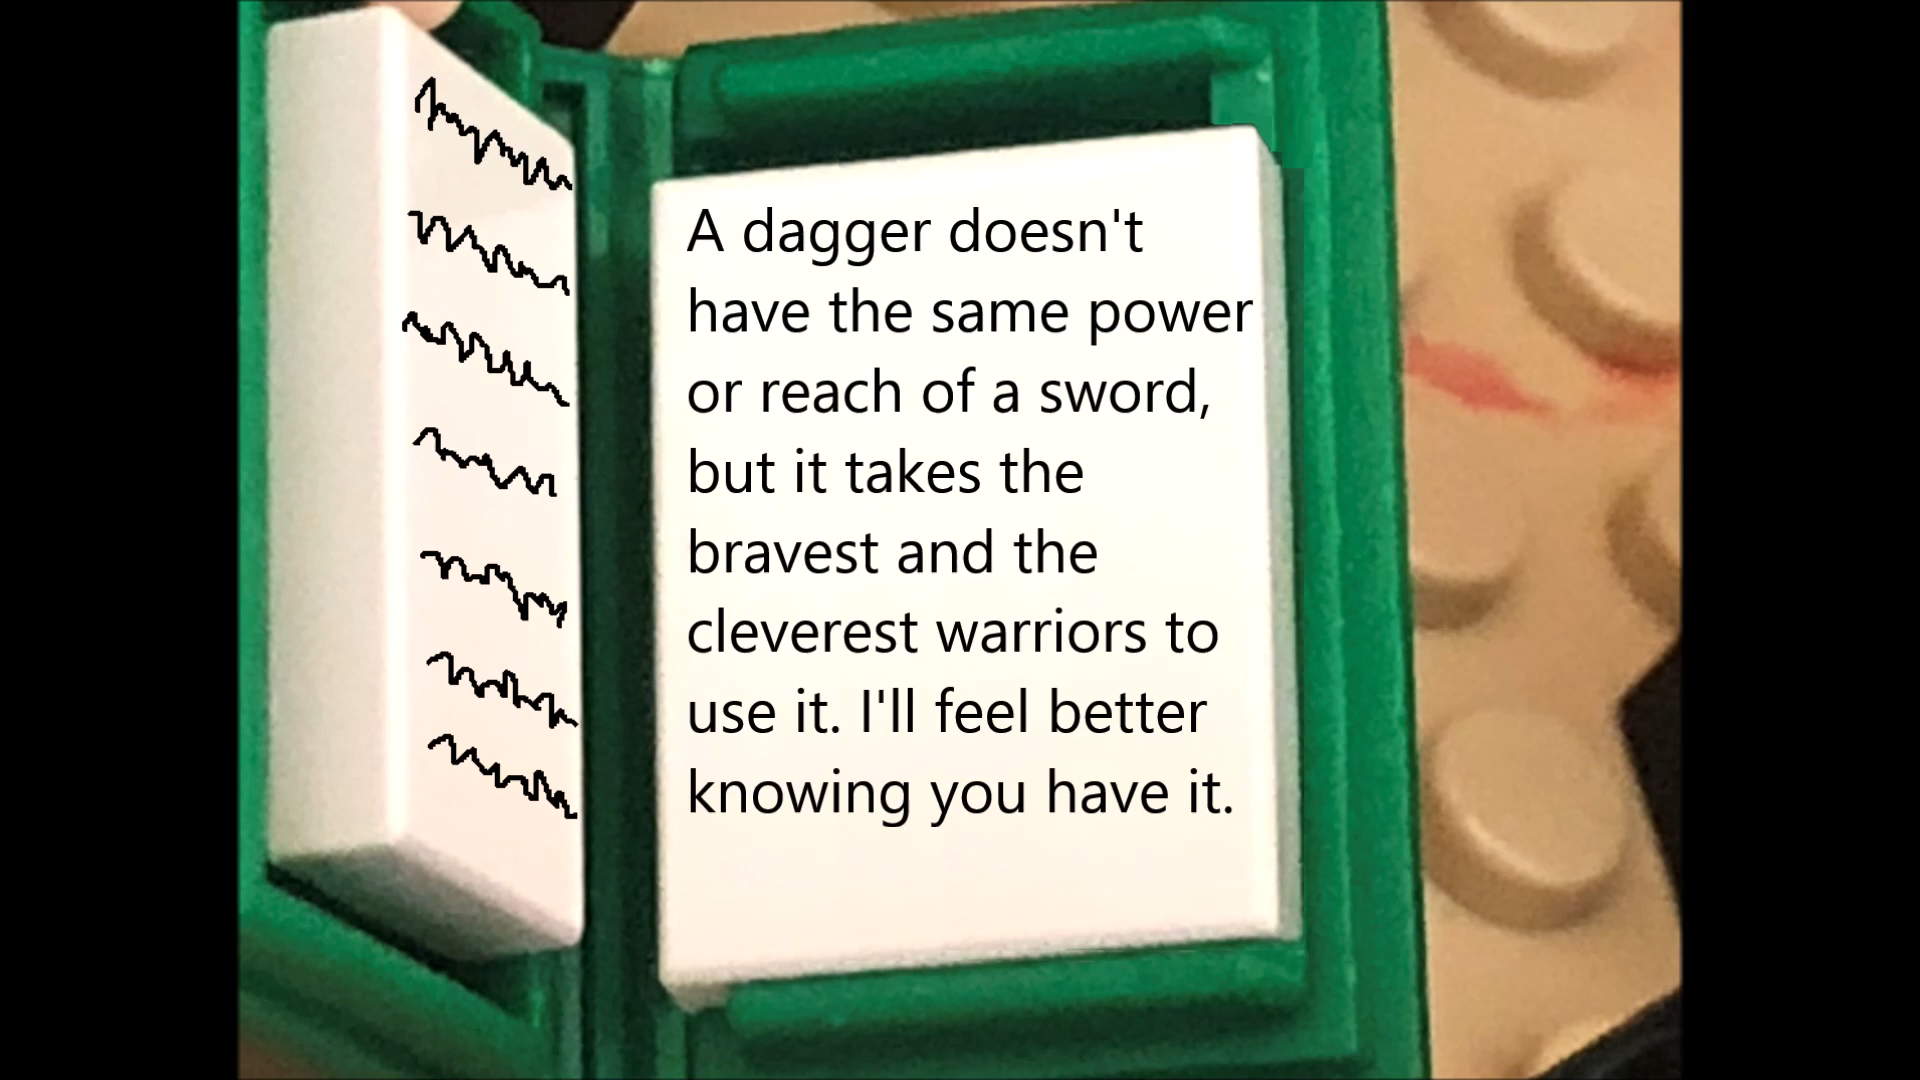 A dagger doesn't
have the same power
or reach of a sword,
but it takes the
bravest and the
cleverest warriors to
use it. I'll feel better
knowing you have it.